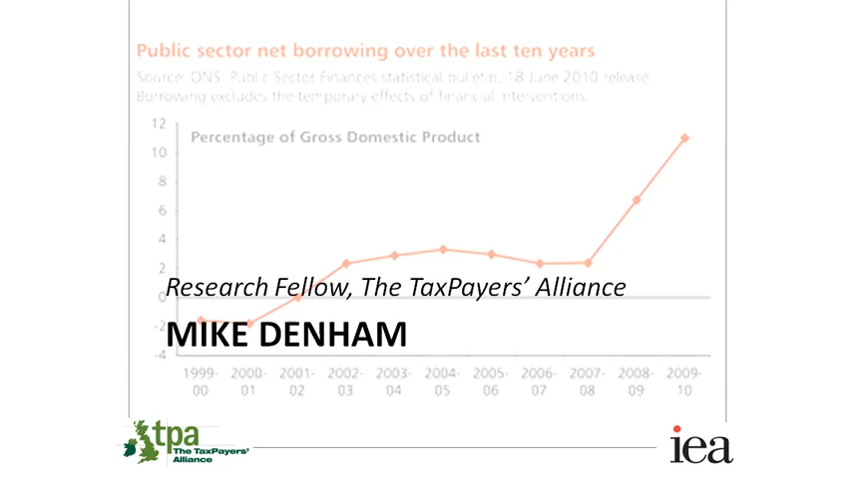 Public sector net borrowing over the last ten years
Source: ONS, Public Sector Finances statistical bulletin, 18 June 2010 release
Borrowing excludes the temporary effects of financial interventions.
Percentage of Gross Domestic Product
12
10
8
6
4
2
0
-2
-4
Research Fellow, The TaxPayers’ Alliance
MIKE DENHAM
1999- 2000- 2001- 2002- 2003- 2004- 2005- 2006- 2007- 2008- 2009-
00 01 02 03 04 05 06 07 08 09 10
tpa
The TaxPayers'
Alliance
iea